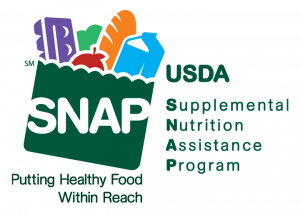 SM
SNAP
Putting Healthy Food
Within Reach
USDA
Supplemental
Nutrition
Assistance
Program